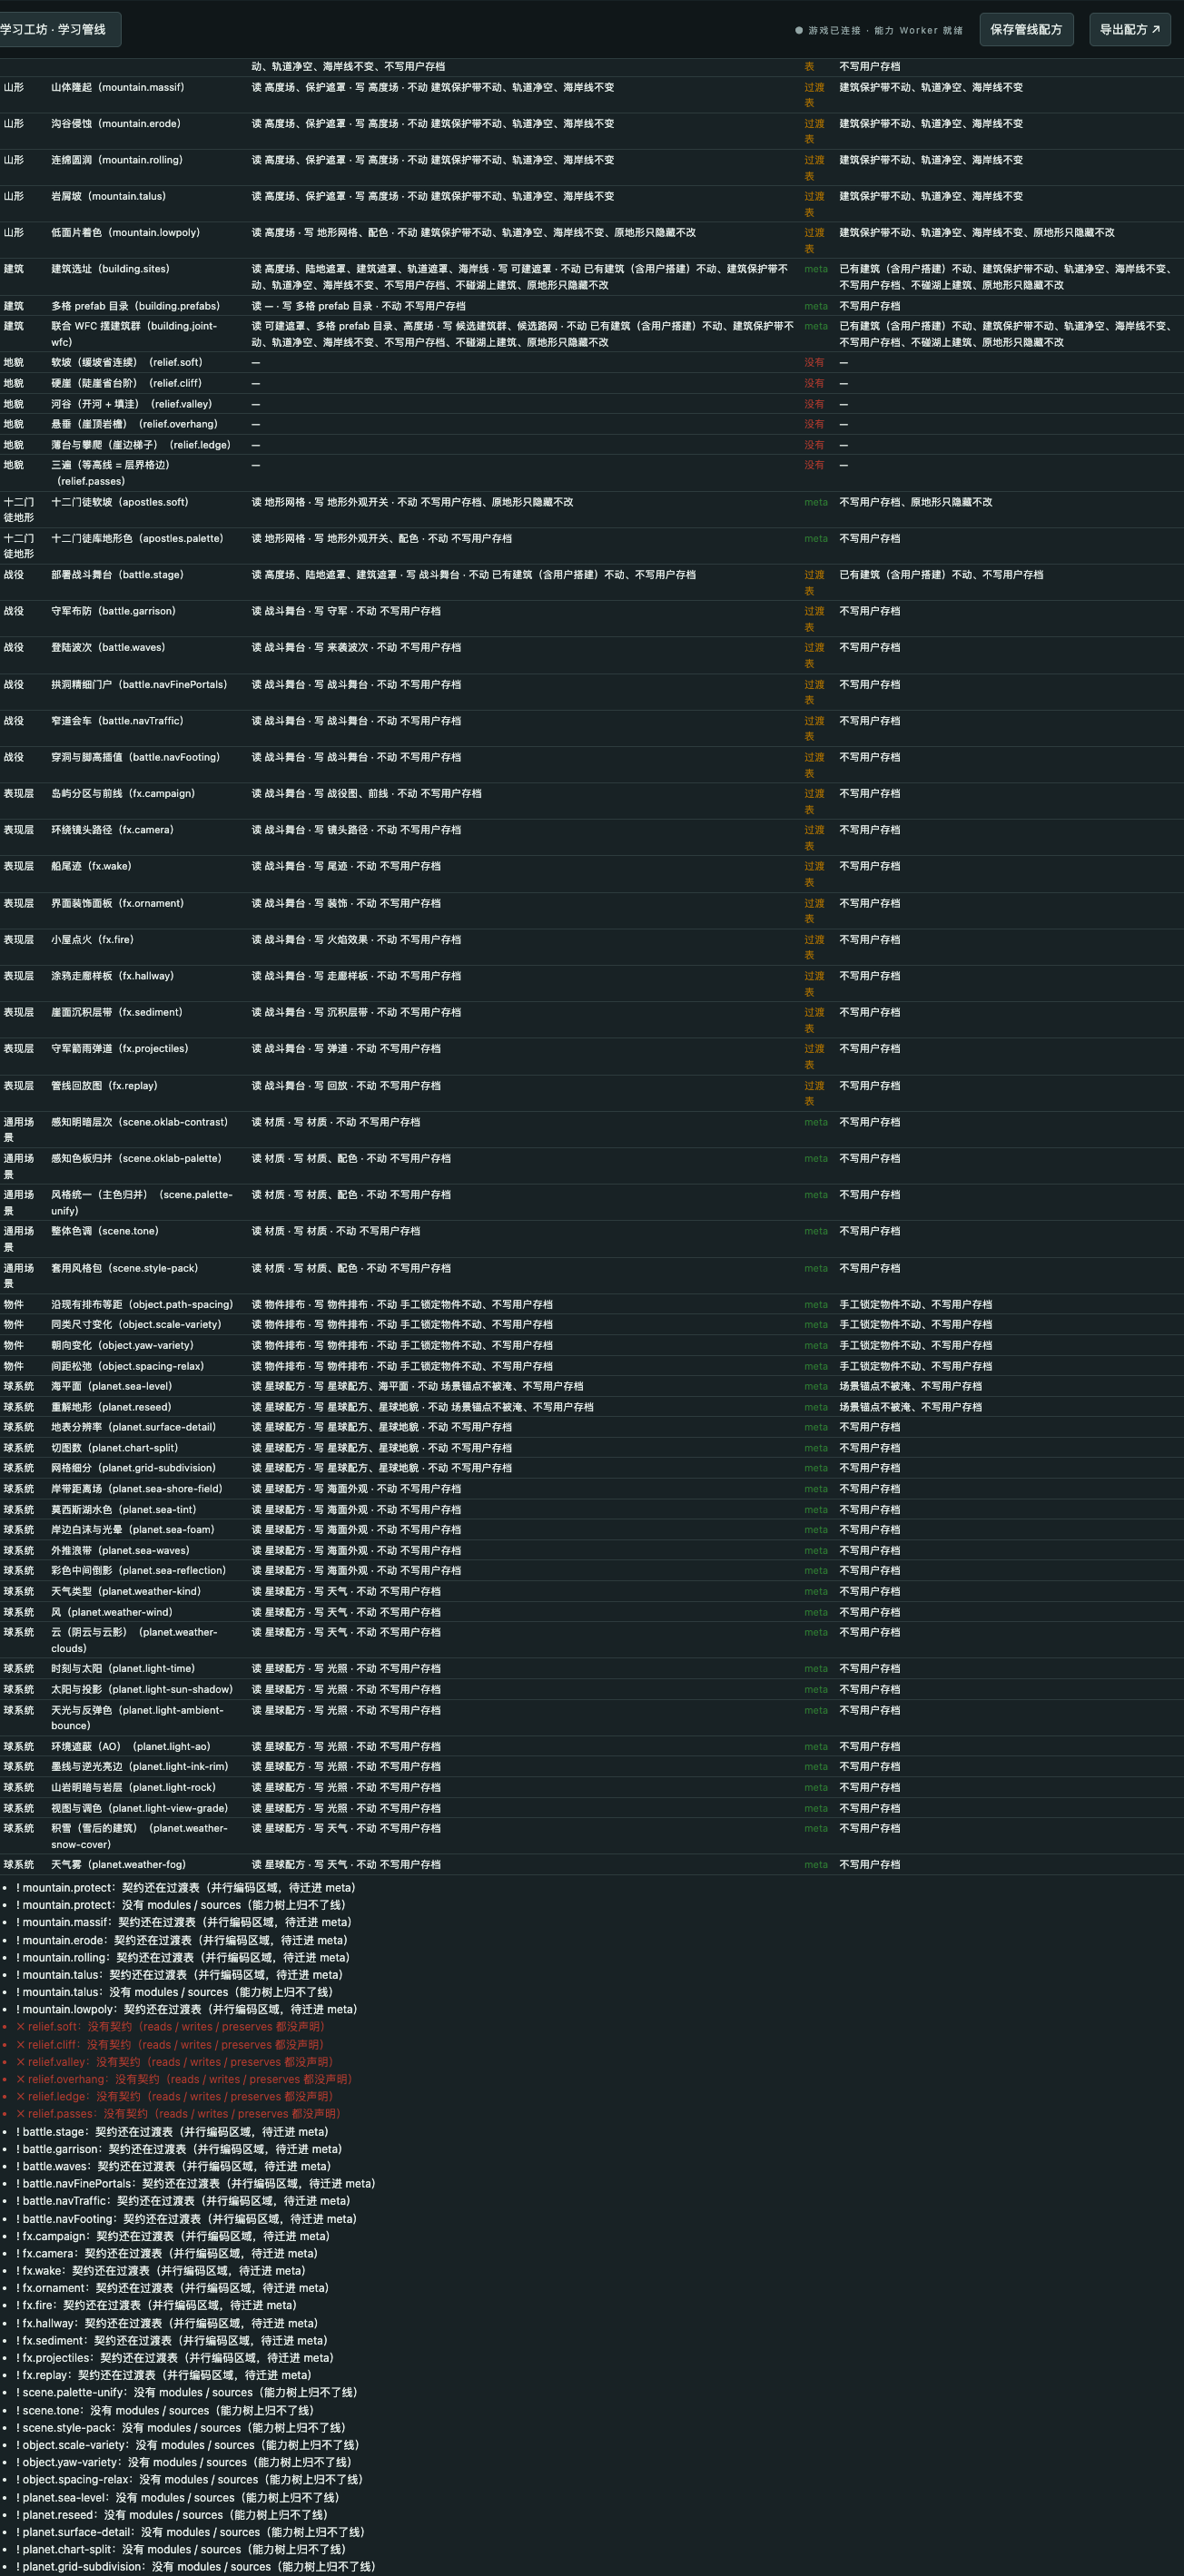 学习工坊 · 学习管线
游戏已连接 · 能力 Worker 就绪
保存管线配方
导出配方 ↗
动、轨道净空、海岸线不变、不写用户存档 表 不写用户存档
山形 山体隆起（mountain.massif） 读 高度场、保护遮罩 · 写 高度场 · 不动 建筑保护带不动、轨道净空、海岸线不变 过渡 建筑保护带不动、轨道净空、海岸线不变
表
山形 沟谷侵蚀（mountain.erode） 读 高度场、保护遮罩 · 写 高度场 · 不动 建筑保护带不动、轨道净空、海岸线不变 过渡 建筑保护带不动、轨道净空、海岸线不变
表
山形 连绵圆润（mountain.rolling） 读 高度场、保护遮罩 · 写 高度场 · 不动 建筑保护带不动、轨道净空、海岸线不变 过渡 建筑保护带不动、轨道净空、海岸线不变
表
山形 岩屑坡（mountain.talus） 读 高度场、保护遮罩 · 写 高度场 · 不动 建筑保护带不动、轨道净空、海岸线不变 过渡 建筑保护带不动、轨道净空、海岸线不变
表
山形 低面片着色（mountain.lowpoly） 读 高度场 · 写 地形网格、配色 · 不动 建筑保护带不动、轨道净空、海岸线不变、原地形只隐藏不改 过渡 建筑保护带不动、轨道净空、海岸线不变、原地形只隐藏不改
表
建筑 建筑选址（building.sites） 读 高度场、陆地遮罩、建筑遮罩、轨道遮罩、海岸线 · 写 可建遮罩 · 不动 已有建筑（含用户搭建）不动、建筑保护带不 meta 已有建筑（含用户搭建）不动、建筑保护带不动、轨道净空、海岸线不变、
动、轨道净空、海岸线不变、不写用户存档、不碰湖上建筑、原地形只隐藏不改 不写用户存档、不碰湖上建筑、原地形只隐藏不改
建筑 多格 prefab 目录（building.prefabs） 读 — · 写 多格 prefab 目录 · 不动 不写用户存档 meta 不写用户存档
建筑 联合 WFC 摆建筑群（building.joint- 读 可建遮罩、多格 prefab 目录、高度场 · 写 候选建筑群、候选路网 · 不动 已有建筑（含用户搭建）不动、建筑保护带不 meta 已有建筑（含用户搭建）不动、建筑保护带不动、轨道净空、海岸线不变、
wfc） 动、轨道净空、海岸线不变、不写用户存档、不碰湖上建筑、原地形只隐藏不改 不写用户存档、不碰湖上建筑、原地形只隐藏不改
地貌 软坡（缓坡省连续）（relief.soft） — 没有 —
地貌 硬崖（陡崖省台阶）（relief.cliff） — 没有 —
地貌 河谷（开河 + 填洼）（relief.valley） — 没有 —
地貌 悬垂（崖顶岩檐）（relief.overhang） — 没有 —
地貌 薄台与攀爬（崖边梯子）（relief.ledge） — 没有 —
地貌 三遍（等高线 = 层界格边） — 没有 —
（relief.passes）
十二门 十二门徒软坡（apostles.soft） 读 地形网格 · 写 地形外观开关 · 不动 不写用户存档、原地形只隐藏不改 meta 不写用户存档、原地形只隐藏不改
徒地形
十二门 十二门徒库地形色（apostles.palette） 读 地形网格 · 写 地形外观开关、配色 · 不动 不写用户存档 meta 不写用户存档
徒地形
战役 部署战斗舞台（battle.stage） 读 高度场、陆地遮罩、建筑遮罩 · 写 战斗舞台 · 不动 已有建筑（含用户搭建）不动、不写用户存档 过渡 已有建筑（含用户搭建）不动、不写用户存档
表
战役 守军布防（battle.garrison） 读 战斗舞台 · 写 守军 · 不动 不写用户存档 过渡 不写用户存档
表
战役 登陆波次（battle.waves） 读 战斗舞台 · 写 来袭波次 · 不动 不写用户存档 过渡 不写用户存档
表
战役 拱洞精细门户（battle.navFinePortals） 读 战斗舞台 · 写 战斗舞台 · 不动 不写用户存档 过渡 不写用户存档
表
战役 窄道会车（battle.navTraffic） 读 战斗舞台 · 写 战斗舞台 · 不动 不写用户存档 过渡 不写用户存档
表
战役 穿洞与脚高插值（battle.navFooting） 读 战斗舞台 · 写 战斗舞台 · 不动 不写用户存档 过渡 不写用户存档
表
表现层 岛屿分区与前线（fx.campaign） 读 战斗舞台 · 写 战役图、前线 · 不动 不写用户存档 过渡 不写用户存档
表
表现层 环绕镜头路径（fx.camera） 读 战斗舞台 · 写 镜头路径 · 不动 不写用户存档 过渡 不写用户存档
表
表现层 船尾迹（fx.wake） 读 战斗舞台 · 写 尾迹 · 不动 不写用户存档 过渡 不写用户存档
表
表现层 界面装饰面板（fx.ornament） 读 战斗舞台 · 写 装饰 · 不动 不写用户存档 过渡 不写用户存档
表
表现层 小屋点火（fx.fire） 读 战斗舞台 · 写 火焰效果 · 不动 不写用户存档 过渡 不写用户存档
表
表现层 涂鸦走廊样板（fx.hallway） 读 战斗舞台 · 写 走廊样板 · 不动 不写用户存档 过渡 不写用户存档
表
表现层 崖面沉积层带（fx.sediment） 读 战斗舞台 · 写 沉积层带 · 不动 不写用户存档 过渡 不写用户存档
表
表现层 守军箭雨弹道（fx.projectiles） 读 战斗舞台 · 写 弹道 · 不动 不写用户存档 过渡 不写用户存档
表
表现层 管线回放图（fx.replay） 读 战斗舞台 · 写 回放 · 不动 不写用户存档 过渡 不写用户存档
表
通用场 感知明暗层次（scene.oklab-contrast） 读 材质 · 写 材质 · 不动 不写用户存档 meta 不写用户存档
景
通用场 感知色板归并（scene.oklab-palette） 读 材质 · 写 材质、配色 · 不动 不写用户存档 meta 不写用户存档
景
通用场 风格统一（主色归并）（scene.palette- 读 材质 · 写 材质、配色 · 不动 不写用户存档 meta 不写用户存档
景 unify）
通用场 整体色调（scene.tone） 读 材质 · 写 材质 · 不动 不写用户存档 meta 不写用户存档
景
通用场 套用风格包（scene.style-pack） 读 材质 · 写 材质、配色 · 不动 不写用户存档 meta 不写用户存档
景
物件 沿现有排布等距（object.path-spacing） 读 物件排布 · 写 物件排布 · 不动 手工锁定物件不动、不写用户存档 meta 手工锁定物件不动、不写用户存档
物件 同类尺寸变化（object.scale-variety） 读 物件排布 · 写 物件排布 · 不动 手工锁定物件不动、不写用户存档 meta 手工锁定物件不动、不写用户存档
物件 朝向变化（object.yaw-variety） 读 物件排布 · 写 物件排布 · 不动 手工锁定物件不动、不写用户存档 meta 手工锁定物件不动、不写用户存档
物件 间距松弛（object.spacing-relax） 读 物件排布 · 写 物件排布 · 不动 手工锁定物件不动、不写用户存档 meta 手工锁定物件不动、不写用户存档
球系统 海平面（planet.sea-level） 读 星球配方 · 写 星球配方、海平面 · 不动 场景锚点不被淹、不写用户存档 meta 场景锚点不被淹、不写用户存档
球系统 重解地形（planet.reseed） 读 星球配方 · 写 星球配方、星球地貌 · 不动 场景锚点不被淹、不写用户存档 meta 场景锚点不被淹、不写用户存档
球系统 地表分辨率（planet.surface-detail） 读 星球配方 · 写 星球配方、星球地貌 · 不动 不写用户存档 meta 不写用户存档
球系统 切图数（planet.chart-split） 读 星球配方 · 写 星球配方、星球地貌 · 不动 不写用户存档 meta 不写用户存档
球系统 网格细分（planet.grid-subdivision） 读 星球配方 · 写 星球配方、星球地貌 · 不动 不写用户存档 meta 不写用户存档
球系统 岸带距离场（planet.sea-shore-field） 读 星球配方 · 写 海面外观 · 不动 不写用户存档 meta 不写用户存档
球系统 莫西斯湖水色（planet.sea-tint） 读 星球配方 · 写 海面外观 · 不动 不写用户存档 meta 不写用户存档
球系统 岸边白沫与光晕（planet.sea-foam） 读 星球配方 · 写 海面外观 · 不动 不写用户存档 meta 不写用户存档
球系统 外推浪带（planet.sea-waves） 读 星球配方 · 写 海面外观 · 不动 不写用户存档 meta 不写用户存档
球系统 彩色中间倒影（planet.sea-reflection） 读 星球配方 · 写 海面外观 · 不动 不写用户存档 meta 不写用户存档
球系统 天气类型（planet.weather-kind） 读 星球配方 · 写 天气 · 不动 不写用户存档 meta 不写用户存档
球系统 风（planet.weather-wind） 读 星球配方 · 写 天气 · 不动 不写用户存档 meta 不写用户存档
球系统 云（阴云与云影）（planet.weather- 读 星球配方 · 写 天气 · 不动 不写用户存档 meta 不写用户存档
clouds）
球系统 时刻与太阳（planet.light-time） 读 星球配方 · 写 光照 · 不动 不写用户存档 meta 不写用户存档
球系统 太阳与投影（planet.light-sun-shadow） 读 星球配方 · 写 光照 · 不动 不写用户存档 meta 不写用户存档
球系统 天光与反弹色（planet.light-ambient- 读 星球配方 · 写 光照 · 不动 不写用户存档 meta 不写用户存档
bounce）
球系统 环境遮蔽（AO）（planet.light-ao） 读 星球配方 · 写 光照 · 不动 不写用户存档 meta 不写用户存档
球系统 墨线与逆光亮边（planet.light-ink-rim） 读 星球配方 · 写 光照 · 不动 不写用户存档 meta 不写用户存档
球系统 山岩明暗与岩层（planet.light-rock） 读 星球配方 · 写 光照 · 不动 不写用户存档 meta 不写用户存档
球系统 视图与调色（planet.light-view-grade） 读 星球配方 · 写 光照 · 不动 不写用户存档 meta 不写用户存档
球系统 积雪（雪后的建筑）（planet.weather- 读 星球配方 · 写 天气 · 不动 不写用户存档 meta 不写用户存档
snow-cover）
球系统 天气雾（planet.weather-fog） 读 星球配方 · 写 天气 · 不动 不写用户存档 meta 不写用户存档
• ! mountain.protect：契约还在过渡表（并行编码区域，待迁进 meta）
• ! mountain.protect：没有 modules / sources（能力树上归不了线）
• ! mountain.massif：契约还在过渡表（并行编码区域，待迁进 meta）
• ! mountain.erode：契约还在过渡表（并行编码区域，待迁进 meta）
• ! mountain.rolling：契约还在过渡表（并行编码区域，待迁进 meta）
• ! mountain.talus：契约还在过渡表（并行编码区域，待迁进 meta）
• ! mountain.talus：没有 modules / sources（能力树上归不了线）
• ! mountain.lowpoly：契约还在过渡表（并行编码区域，待迁进 meta）
• ✕ relief.soft：没有契约（reads / writes / preserves 都没声明）
• ✕ relief.cliff：没有契约（reads / writes / preserves 都没声明）
• ✕ relief.valley：没有契约（reads / writes / preserves 都没声明）
• ✕ relief.overhang：没有契约（reads / writes / preserves 都没声明）
• ✕ relief.ledge：没有契约（reads / writes / preserves 都没声明）
• ✕ relief.passes：没有契约（reads / writes / preserves 都没声明）
• ! battle.stage：契约还在过渡表（并行编码区域，待迁进 meta）
• ! battle.garrison：契约还在过渡表（并行编码区域，待迁进 meta）
• ! battle.waves：契约还在过渡表（并行编码区域，待迁进 meta）
• ! battle.navFinePortals：契约还在过渡表（并行编码区域，待迁进 meta）
• ! battle.navTraffic：契约还在过渡表（并行编码区域，待迁进 meta）
• ! battle.navFooting：契约还在过渡表（并行编码区域，待迁进 meta）
• ! fx.campaign：契约还在过渡表（并行编码区域，待迁进 meta）
• ! fx.camera：契约还在过渡表（并行编码区域，待迁进 meta）
• ! fx.wake：契约还在过渡表（并行编码区域，待迁进 meta）
• ! fx.ornament：契约还在过渡表（并行编码区域，待迁进 meta）
• ! fx.fire：契约还在过渡表（并行编码区域，待迁进 meta）
• ! fx.hallway：契约还在过渡表（并行编码区域，待迁进 meta）
• ! fx.sediment：契约还在过渡表（并行编码区域，待迁进 meta）
• ! fx.projectiles：契约还在过渡表（并行编码区域，待迁进 meta）
• ! fx.replay：契约还在过渡表（并行编码区域，待迁进 meta）
• ! scene.palette-unify：没有 modules / sources（能力树上归不了线）
• ! scene.tone：没有 modules / sources（能力树上归不了线）
• ! scene.style-pack：没有 modules / sources（能力树上归不了线）
• ! object.scale-variety：没有 modules / sources（能力树上归不了线）
• ! object.yaw-variety：没有 modules / sources（能力树上归不了线）
• ! object.spacing-relax：没有 modules / sources（能力树上归不了线）
• ! planet.sea-level：没有 modules / sources（能力树上归不了线）
• ! planet.reseed：没有 modules / sources（能力树上归不了线）
• ! planet.surface-detail：没有 modules / sources（能力树上归不了线）
• ! planet.chart-split：没有 modules / sources（能力树上归不了线）
• ! planet.grid-subdivision：没有 modules / sources（能力树上归不了线）